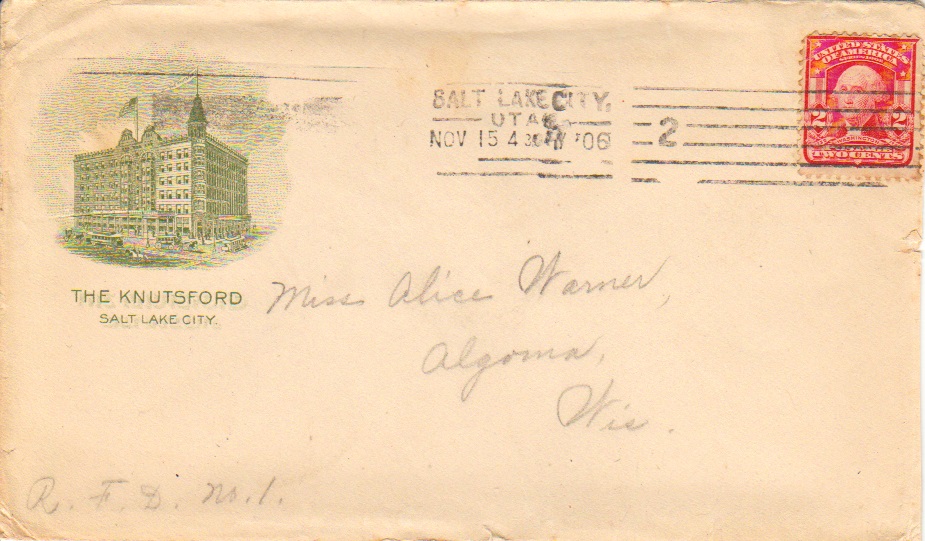 SALT LAKE CITY,
UTAH
NOV 15 4 30 '06
2
UNITED STATES
OF AMERICA
2 2
WASHINGTON
TWO CENTS
THE KNUTSFORD
SALT LAKE CITY.
Miss Alice Warner,
Algoma,
Wis.
R. F. D. No. 1.